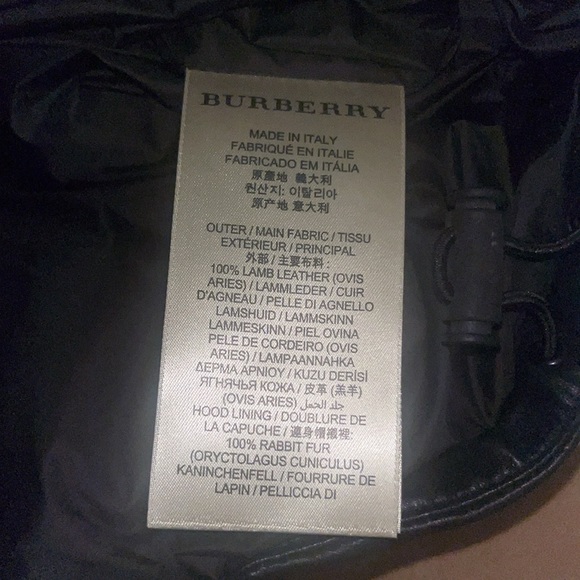 BURBERRY
MADE IN ITALY
FABRIQUÉ EN ITALIE
FABRICADO EM ITÁLIA
原產地 義大利
원산지: 이탈리아
原产地 意大利
OUTER / MAIN FABRIC / TISSU
EXTÉRIEUR / PRINCIPAL
外部 / 主要布料 :
100% LAMB LEATHER (OVIS
ARIES) / LAMMLEDER / CUIR
D'AGNEAU / PELLE DI AGNELLO
LAMSHUID / LAMMSKINN
LAMMESKINN / PIEL OVINA
PELE DE CORDEIRO (OVIS
ARIES) / LAMPAANNAHKA
ΔΕΡΜΑ ΑΡΝΙΟΥ / KUZU DERİSİ
ЯГНЯЧЬЯ КОЖА / 皮革 (羔羊)
(OVIS ARIES) جلد الحمل
HOOD LINING / DOUBLURE DE
LA CAPUCHE / 連身帽襯裡:
100% RABBIT FUR
(ORYCTOLAGUS CUNICULUS)
KANINCHENFELL / FOURRURE DE
LAPIN / PELLICCIA DI